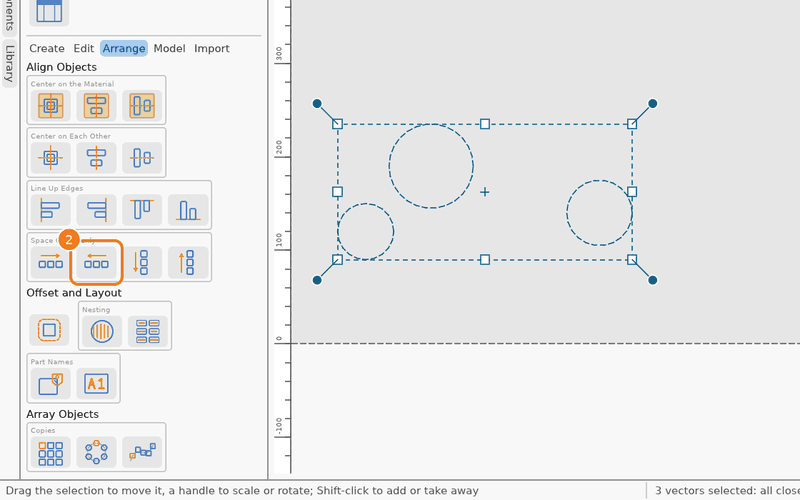 nents
Library
Create Edit Arrange Model Import
Align Objects
Center on the Material
Center on Each Other
Line Up Edges
Space
2
Offset and Layout
Nesting
Part Names
A1
Array Objects
Copies
300
200
100
0
-100
Drag the selection to move it, a handle to scale or rotate; Shift-click to add or take away
3 vectors selected: all close